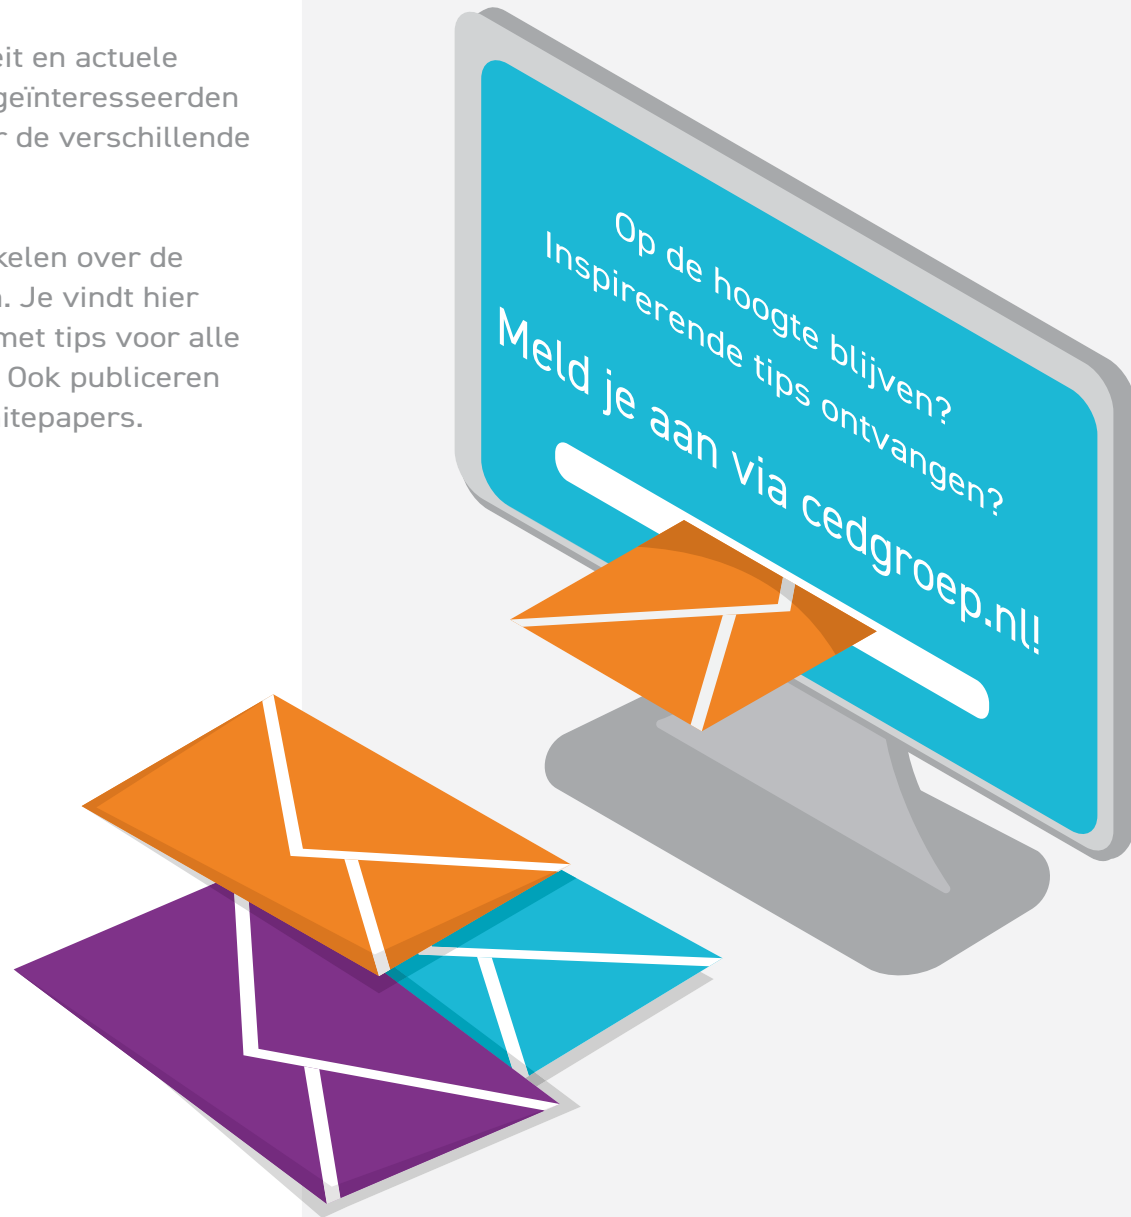 eit en actuele
geïnteresseerden
r de verschillende
kelen over de
. Je vindt hier
met tips voor alle
Ook publiceren
itepapers.
Op de hoogte blijven?
Inspirerende tips ontvangen?
Meld je aan via cedgroep.nl!